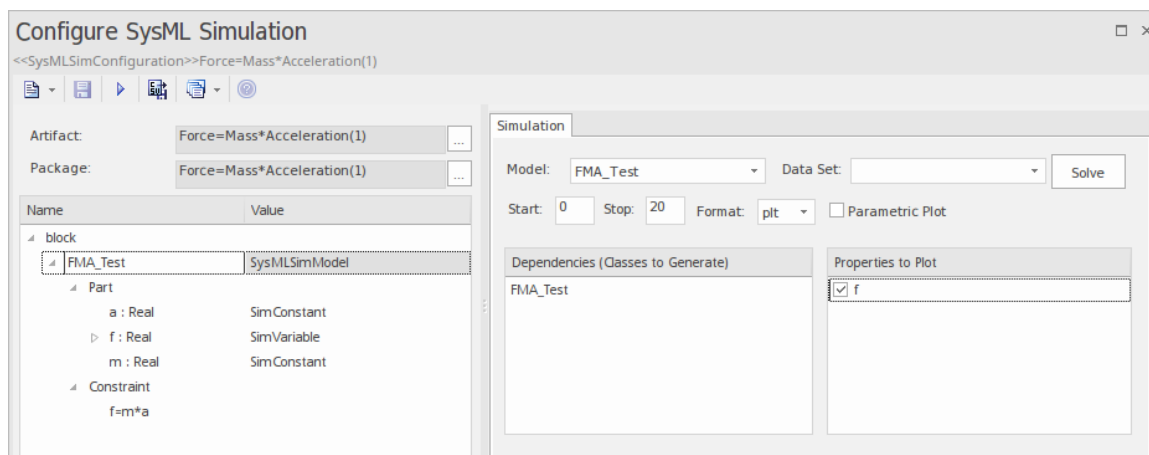 Configure SysML Simulation
<<SysMLSimConfiguration>>Force=Mass*Acceleration(1)
Artifact: Force=Mass*Acceleration(1) ...
Package: Force=Mass*Acceleration(1) ...
Name Value
block
FMA_Test SysMLSimModel
Part
a : Real SimConstant
f : Real SimVariable
m : Real SimConstant
Constraint
f=m*a
Simulation
Model: FMA_Test Data Set: Solve
Start: 0 Stop: 20 Format: plt Parametric Plot
Dependencies (Classes to Generate) Properties to Plot
FMA_Test f